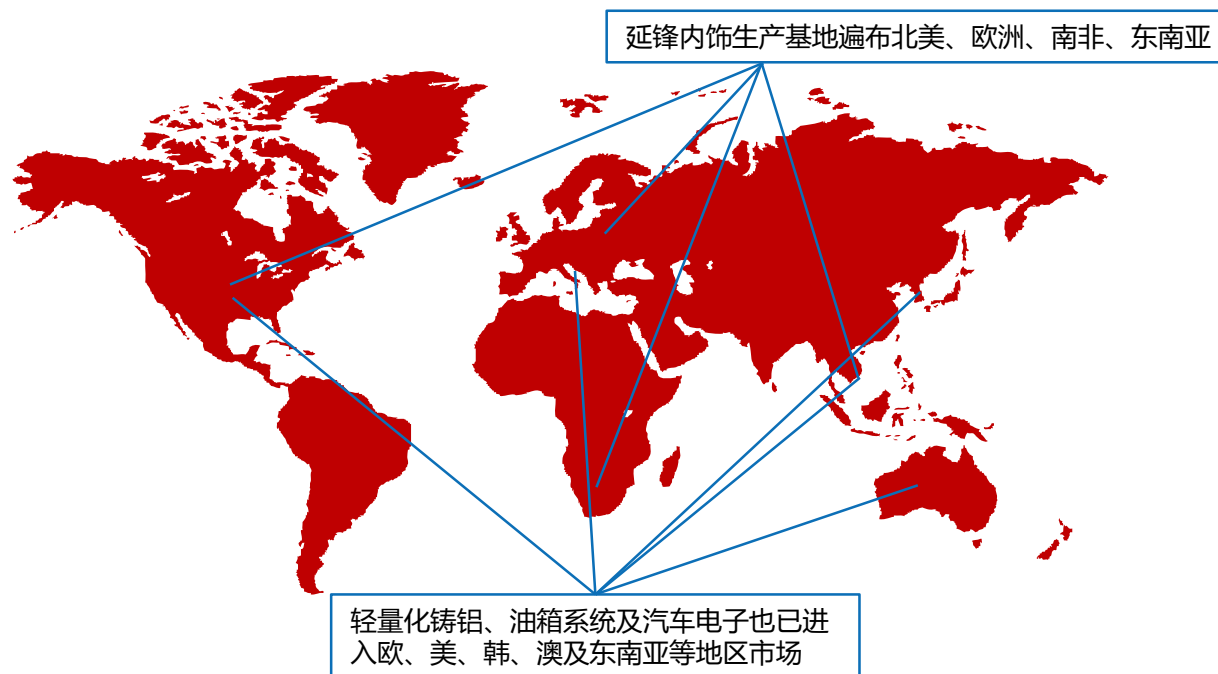 延锋内饰生产基地遍布北美、欧洲、南非、东南亚
轻量化铸铝、油箱系统及汽车电子也已进
入欧、美、韩、澳及东南亚等地区市场